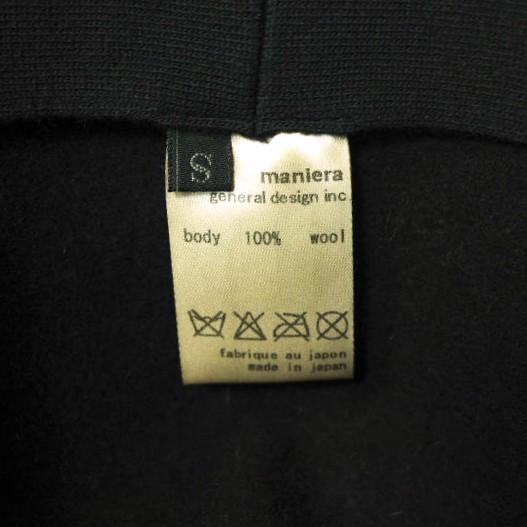 S
maniera
general design inc
body 100% wool
fabrique au japon
made in japan